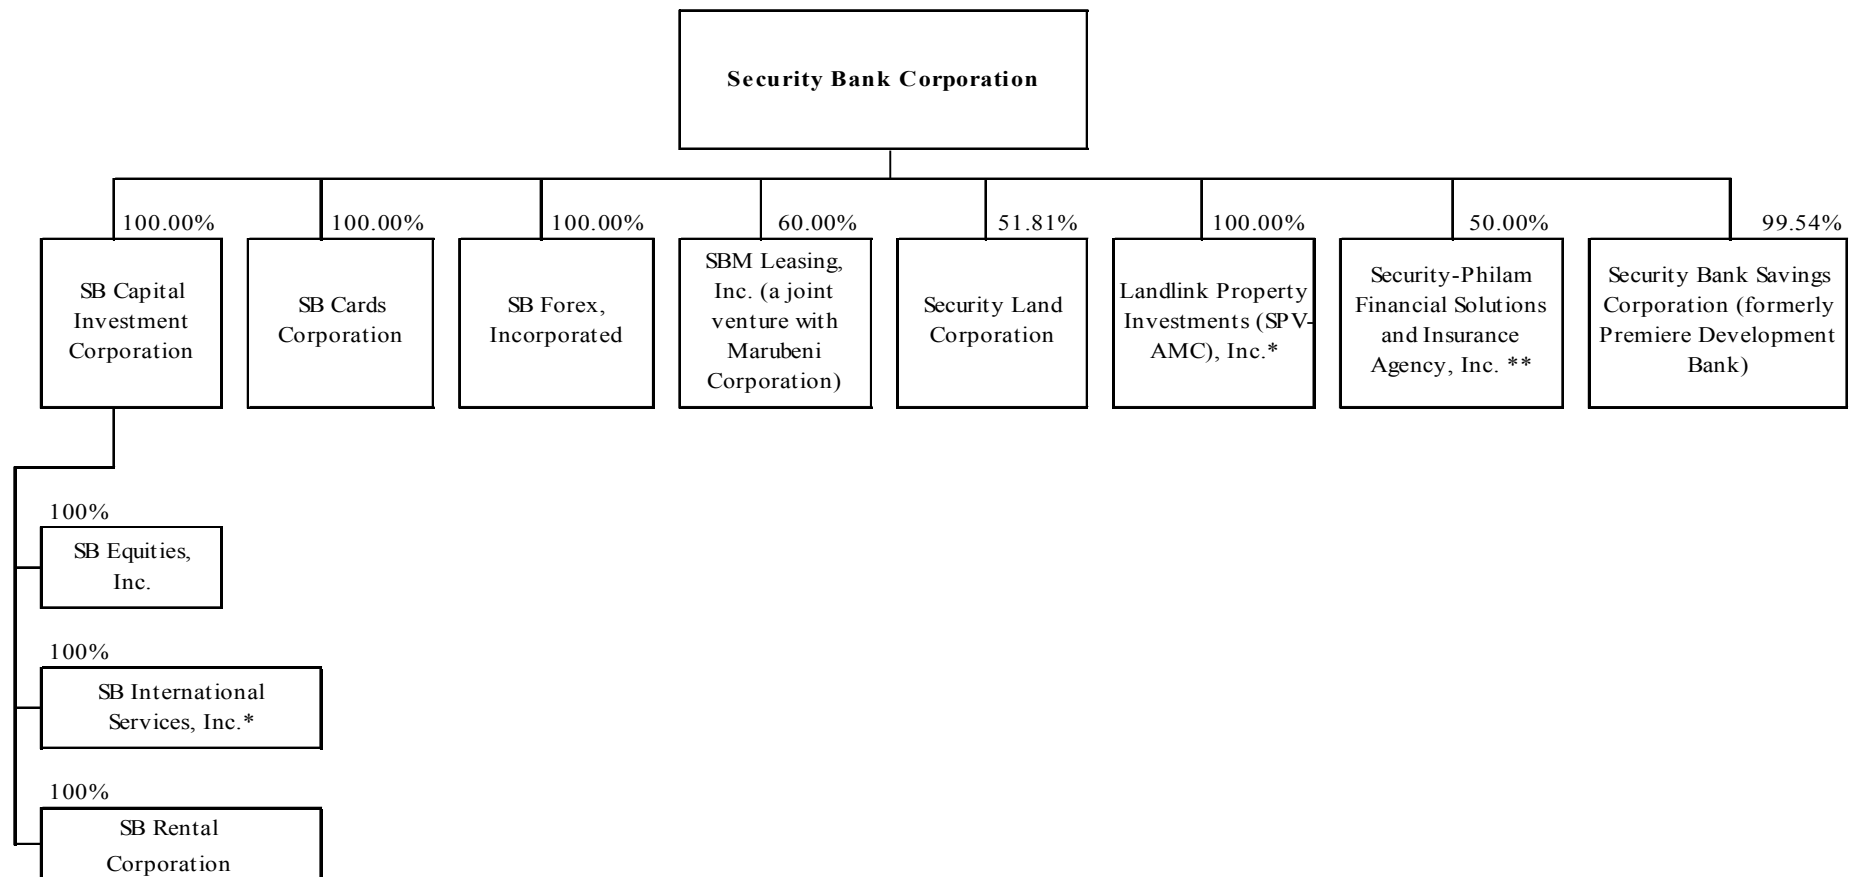 Security Bank Corporation
100.00%
SB Capital
Investment
Corporation
100.00%
SB Cards
Corporation
100.00%
SB Forex,
Incorporated
60.00%
SBM Leasing,
Inc. (a joint
venture with
Marubeni
Corporation)
51.81%
Security Land
Corporation
100.00%
Landlink Property
Investments (SPV-
AMC), Inc.*
50.00%
Security-Philam
Financial Solutions
and Insurance
Agency, Inc. **
99.54%
Security Bank Savings
Corporation (formerly
Premiere Development
Bank)
100%
SB Equities,
Inc.
100%
SB International
Services, Inc.*
100%
SB Rental
Corporation